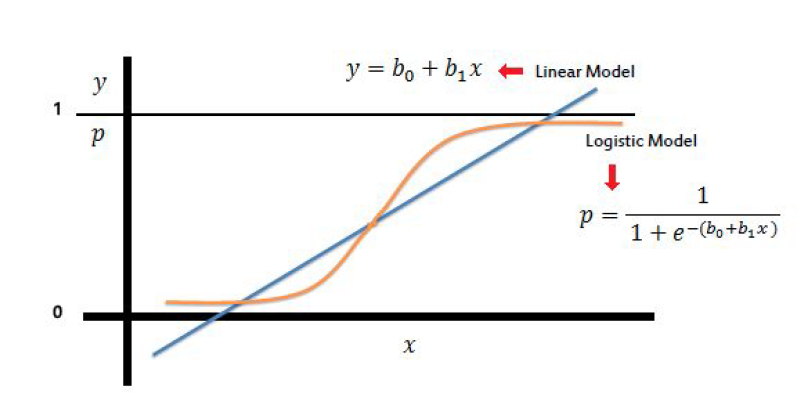 y = b₀ + b₁x
Linear Model
y
1
p
Logistic Model
p = 1 / (1 + e^−(b₀+b₁x))
0
x